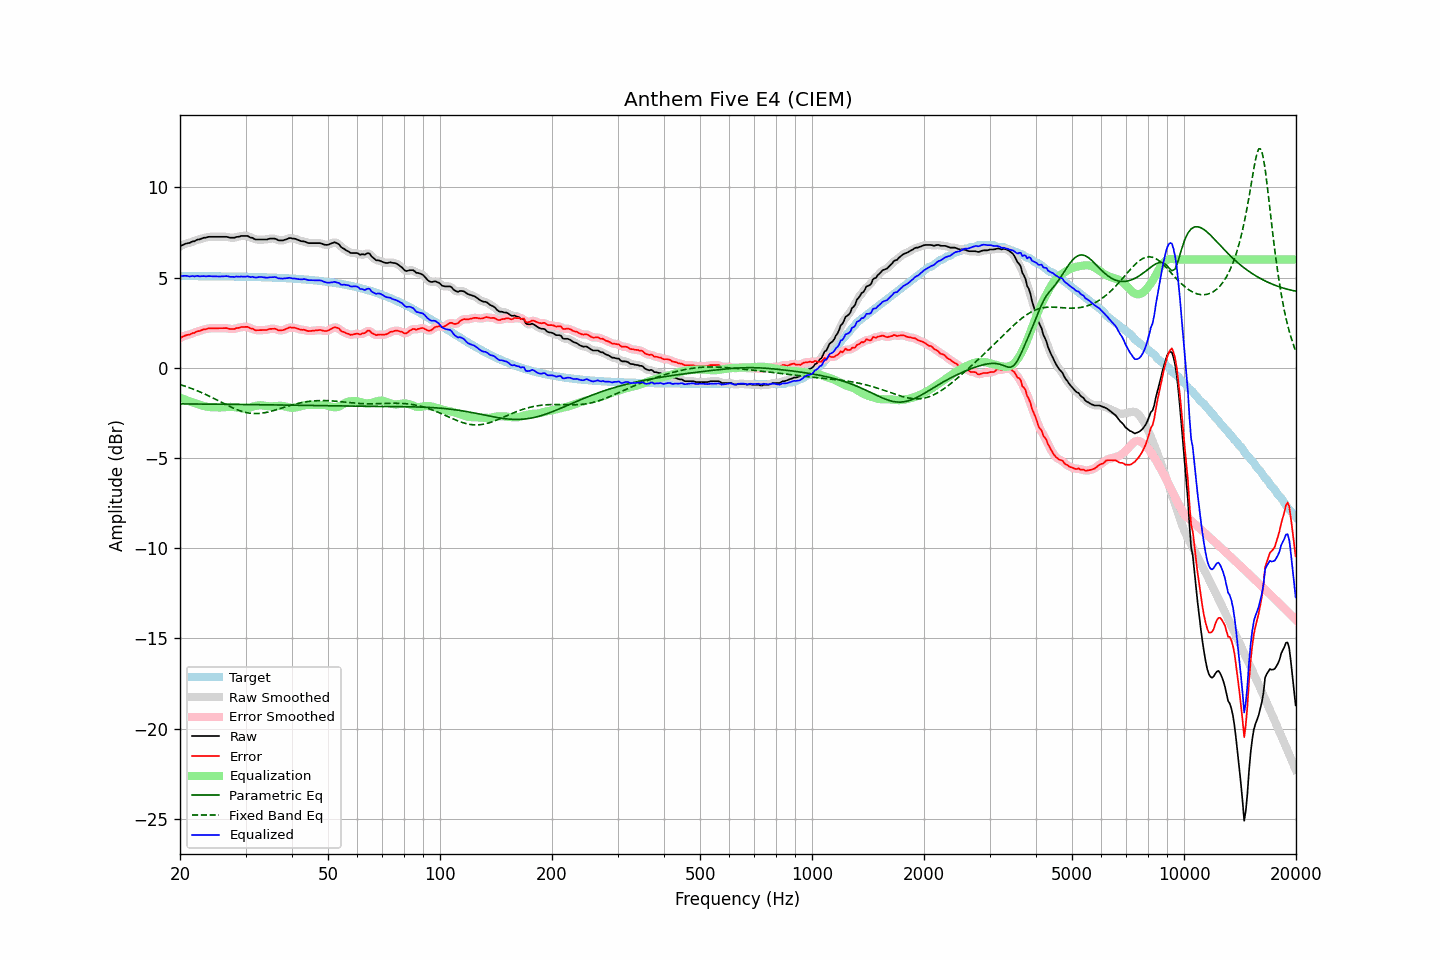 Anthem Five E4 (CIEM)
Amplitude (dBr)
10
5
0
−5
−10
−15
−20
−25
Target
Raw Smoothed
Error Smoothed
Raw
Error
Equalization
Parametric Eq
Fixed Band Eq
Equalized
20 50 100 200 500 1000 2000 5000 10000 20000
Frequency (Hz)